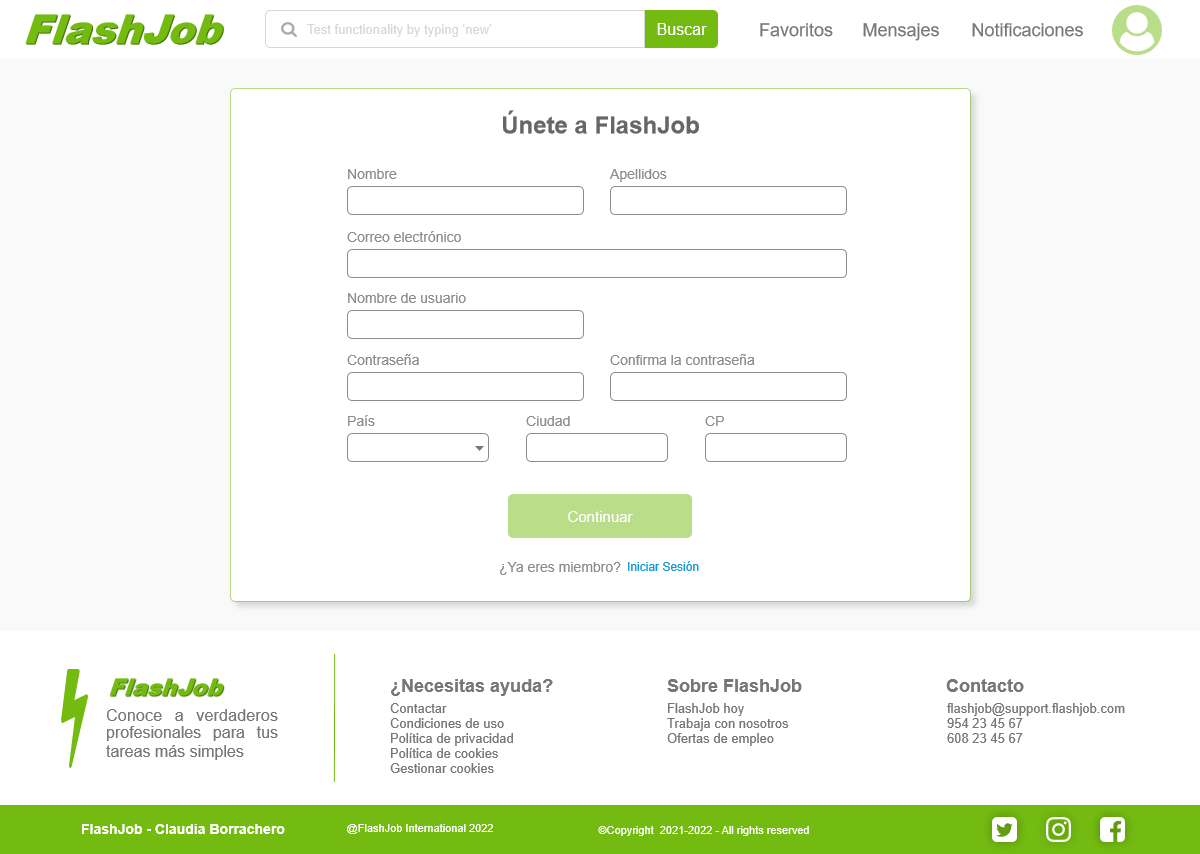 FlashJob
Test functionality by typing 'new'
Buscar
Favoritos
Mensajes
Notificaciones
Únete a FlashJob
Nombre
Apellidos
Correo electrónico
Nombre de usuario
Contraseña
Confirma la contraseña
País
Ciudad
CP
Continuar
¿Ya eres miembro? Iniciar Sesión
FlashJob
Conoce a verdaderos
profesionales para tus
tareas más simples
¿Necesitas ayuda?
Contactar
Condiciones de uso
Política de privacidad
Política de cookies
Gestionar cookies
Sobre FlashJob
FlashJob hoy
Trabaja con nosotros
Ofertas de empleo
Contacto
flashjob@support.flashjob.com
954 23 45 67
608 23 45 67
FlashJob - Claudia Borrachero
@FlashJob International 2022
©Copyright 2021-2022 - All rights reserved